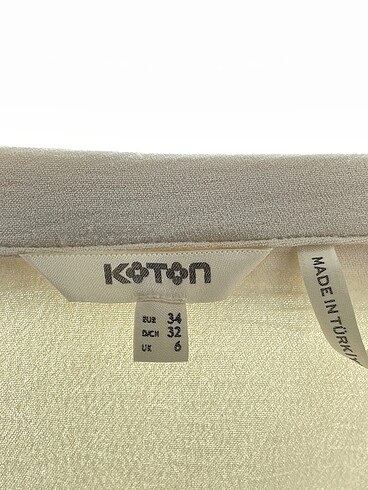 KOTON
EUR 34
D/CH 32
UK 6
MADE IN TÜRKİ